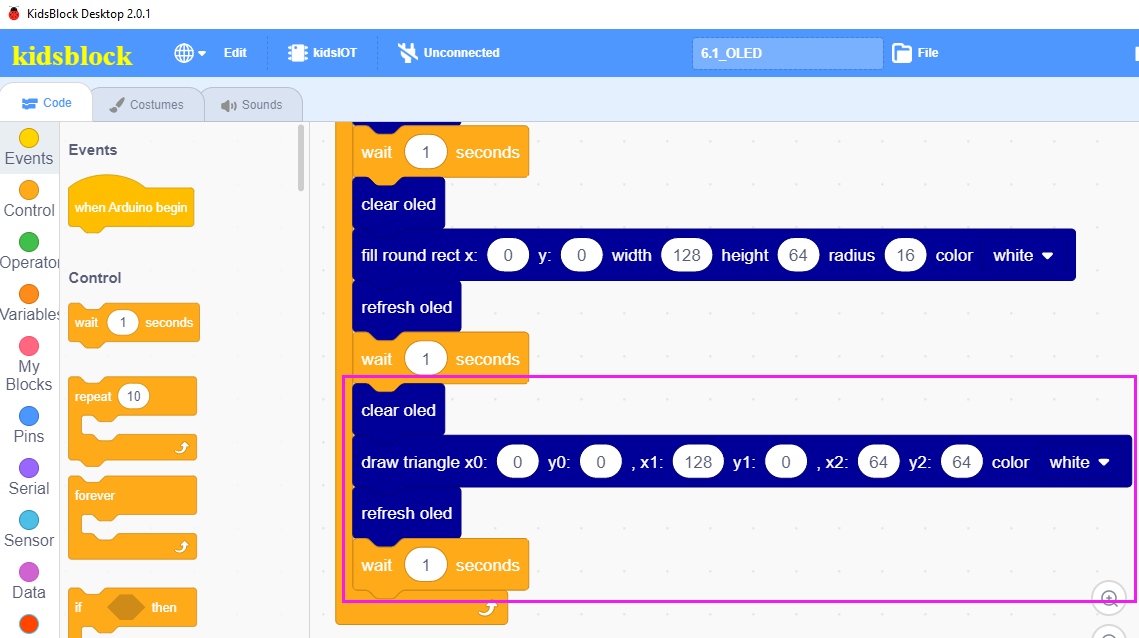 KidsBlock Desktop 2.0.1
kidsblock
Edit
kidsIOT
Unconnected
6.1_OLED
File
Code
Costumes
Sounds
Events
Control
Operator
Variables
My
Blocks
Pins
Serial
Sensor
Data
Events
when Arduino begin
Control
wait 1 seconds
repeat 10
forever
if then
wait 1 seconds
clear oled
fill round rect x: 0 y: 0 width 128 height 64 radius 16 color white
refresh oled
wait 1 seconds
clear oled
draw triangle x0: 0 y0: 0 , x1: 128 y1: 0 , x2: 64 y2: 64 color white
refresh oled
wait 1 seconds